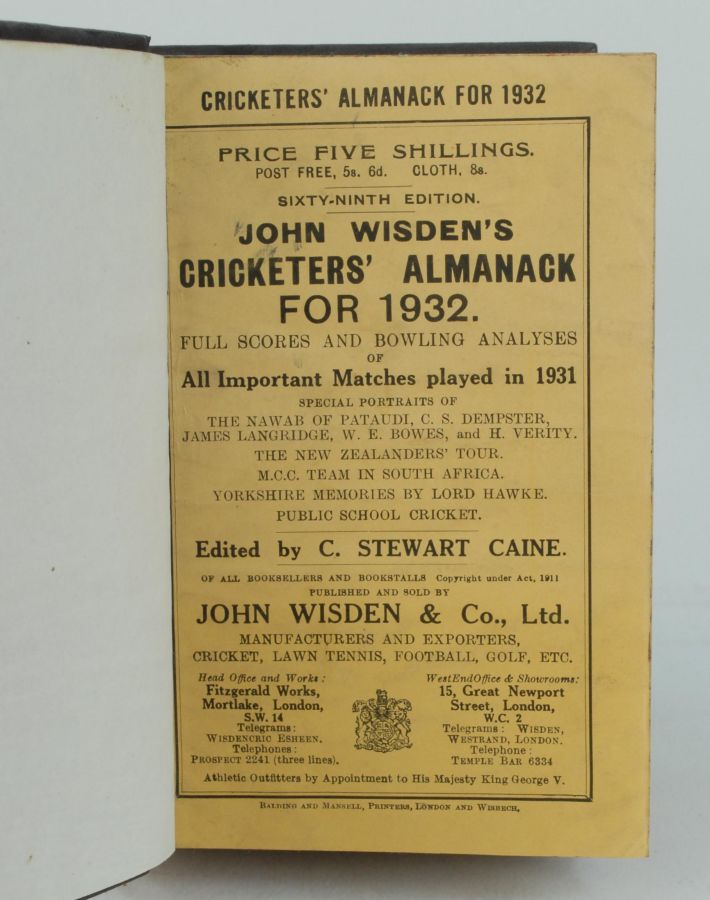 CRICKETERS' ALMANACK FOR 1932
PRICE FIVE SHILLINGS.
POST FREE, 5s. 6d. CLOTH, 8s.
SIXTY-NINTH EDITION.
JOHN WISDEN'S
CRICKETERS' ALMANACK
FOR 1932.
FULL SCORES AND BOWLING ANALYSES
OF
All Important Matches played in 1931
SPECIAL PORTRAITS OF
THE NAWAB OF PATAUDI, C. S. DEMPSTER,
JAMES LANGRIDGE, W. E. BOWES, and H. VERITY.
THE NEW ZEALANDERS' TOUR.
M.C.C. TEAM IN SOUTH AFRICA.
YORKSHIRE MEMORIES BY LORD HAWKE.
PUBLIC SCHOOL CRICKET.
Edited by C. STEWART CAINE.
OF ALL BOOKSELLERS AND BOOKSTALLS Copyright under Act, 1911
PUBLISHED AND SOLD BY
JOHN WISDEN & Co., Ltd.
MANUFACTURERS AND EXPORTERS,
CRICKET, LAWN TENNIS, FOOTBALL, GOLF, ETC.
Head Office and Works:
Fitzgerald Works,
Mortlake, London,
S.W. 14
Telegrams:
WISDENCRIC ESHEEN.
Telephones:
PROSPECT 2241 (three lines).
West End Office & Showrooms:
15, Great Newport
Street, London,
W.C. 2
Telegrams: WISDEN,
WESTRAND, LONDON.
Telephone:
TEMPLE BAR 6334
Athletic Outfitters by Appointment to His Majesty King George V.
BALDING AND MANSELL, PRINTERS, LONDON AND WISBECH.